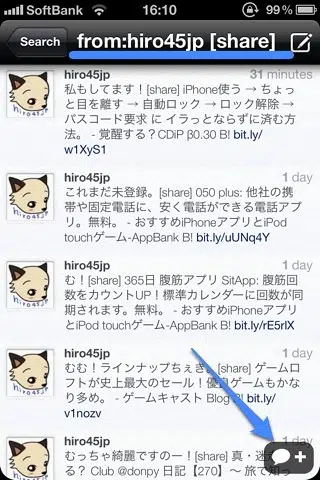 SoftBank 16:10 99%
Search from:hiro45jp [share]
hiro45jp 31 minutes
私もしてます！[share] iPhone使う → ちょっ
と目を離す → 自動ロック → ロック解除 →
パスコード要求 に イラっとならずに済む方
法。 - 覚醒する？CDiP β0.30 B! bit.ly/
w1XyS1
hiro45jp 1 day
これまだ未登録。[share] 050 plus: 他社の携
帯や固定電話に、安く電話ができる電話アプ
リ。無料。 - おすすめiPhoneアプリとiPod
touchゲーム-AppBank B! bit.ly/uUNq4Y
hiro45jp 1 day
む！[share] 365日 腹筋アプリ SitApp: 腹筋回
数をカウントUP！標準カレンダーに回数が同
期されます。無料。 - おすすめiPhoneアプリ
とiPod touchゲーム-AppBank B! bit.ly/rE5rlX
hiro45jp 1 day
むむ！ラインナップちぇき。[share] ゲームロ
フトが史上最大のセール！優良ゲームもかな
り多め。 - ゲームキャスト Blog B! bit.ly/
v1nozv
hiro45jp 1 day
むっちゃ綺麗ですのー！[share] 真・迷
る？ Club @donpy 日記【270】〜 旅で知っ